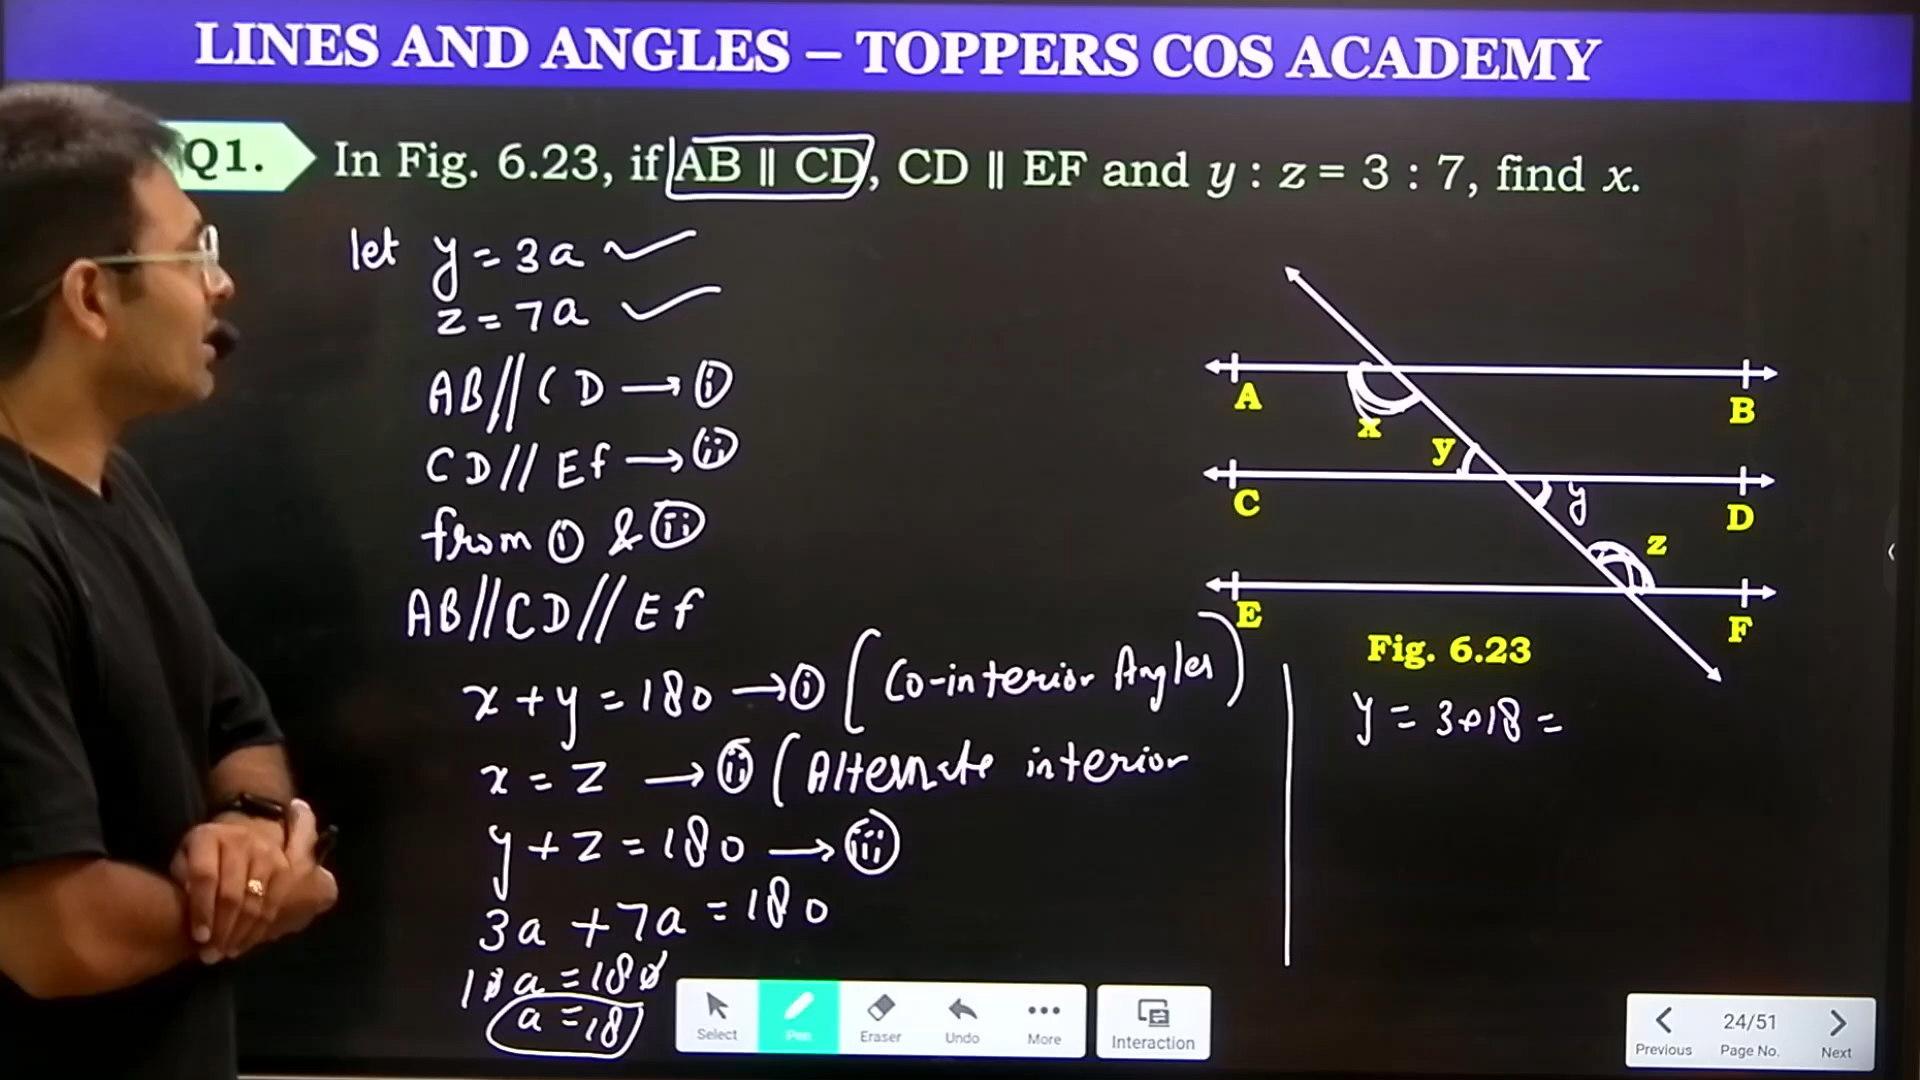 LINES AND ANGLES – TOPPERS COS ACADEMY
Q1. In Fig. 6.23, if AB ∥ CD, CD ∥ EF and y : z = 3 : 7, find x.
let y = 3a
z = 7a
AB // CD → (i)
CD // Ef → (ii)
from (i) & (ii)
AB // CD // Ef
x + y = 180 → (i) (Co-interior Angles)
x = z → (ii) (Alternate interior
y + z = 180 → (iii)
3a + 7a = 180
10a = 180
a = 18
A
B
x
y
C
D
y
z
E
F
Fig. 6.23
Select
Pen
Eraser
Undo
More
Interaction
24/51
Previous
Page No.
Next